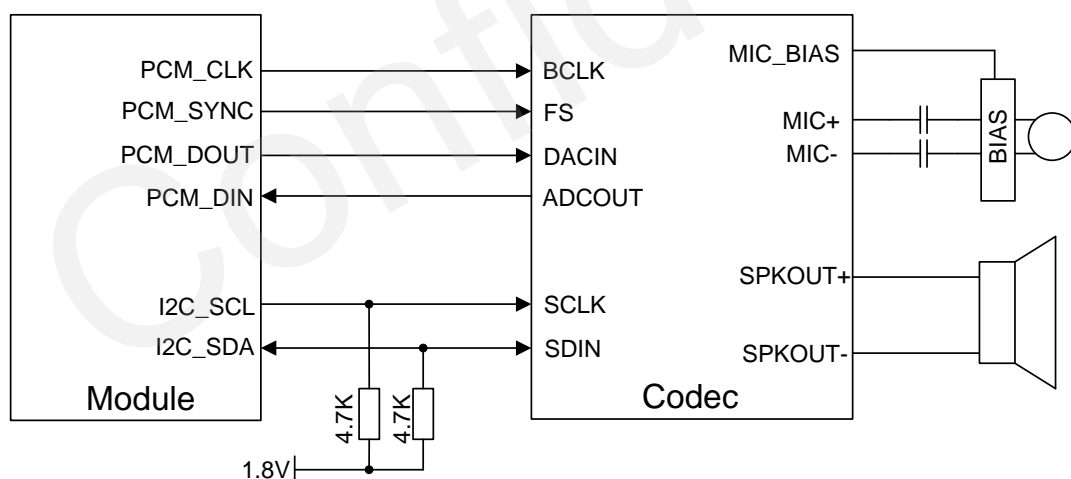 Confid
PCM_CLK
PCM_SYNC
PCM_DOUT
PCM_DIN
I2C_SCL
I2C_SDA
Module
BCLK
FS
DACIN
ADCOUT
SCLK
SDIN
Codec
MIC_BIAS
MIC+
MIC-
SPKOUT+
SPKOUT-
BIAS
4.7K
4.7K
1.8V